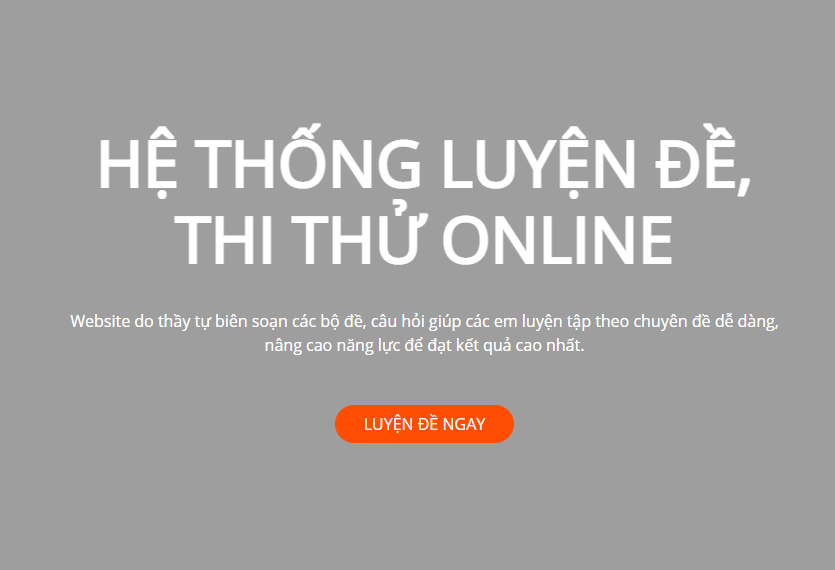 HỆ THỐNG LUYỆN ĐỀ,
THI THỬ ONLINE
Website do thầy tự biên soạn các bộ đề, câu hỏi giúp các em luyện tập theo chuyên đề dễ dàng,
nâng cao năng lực để đạt kết quả cao nhất.
LUYỆN ĐỀ NGAY